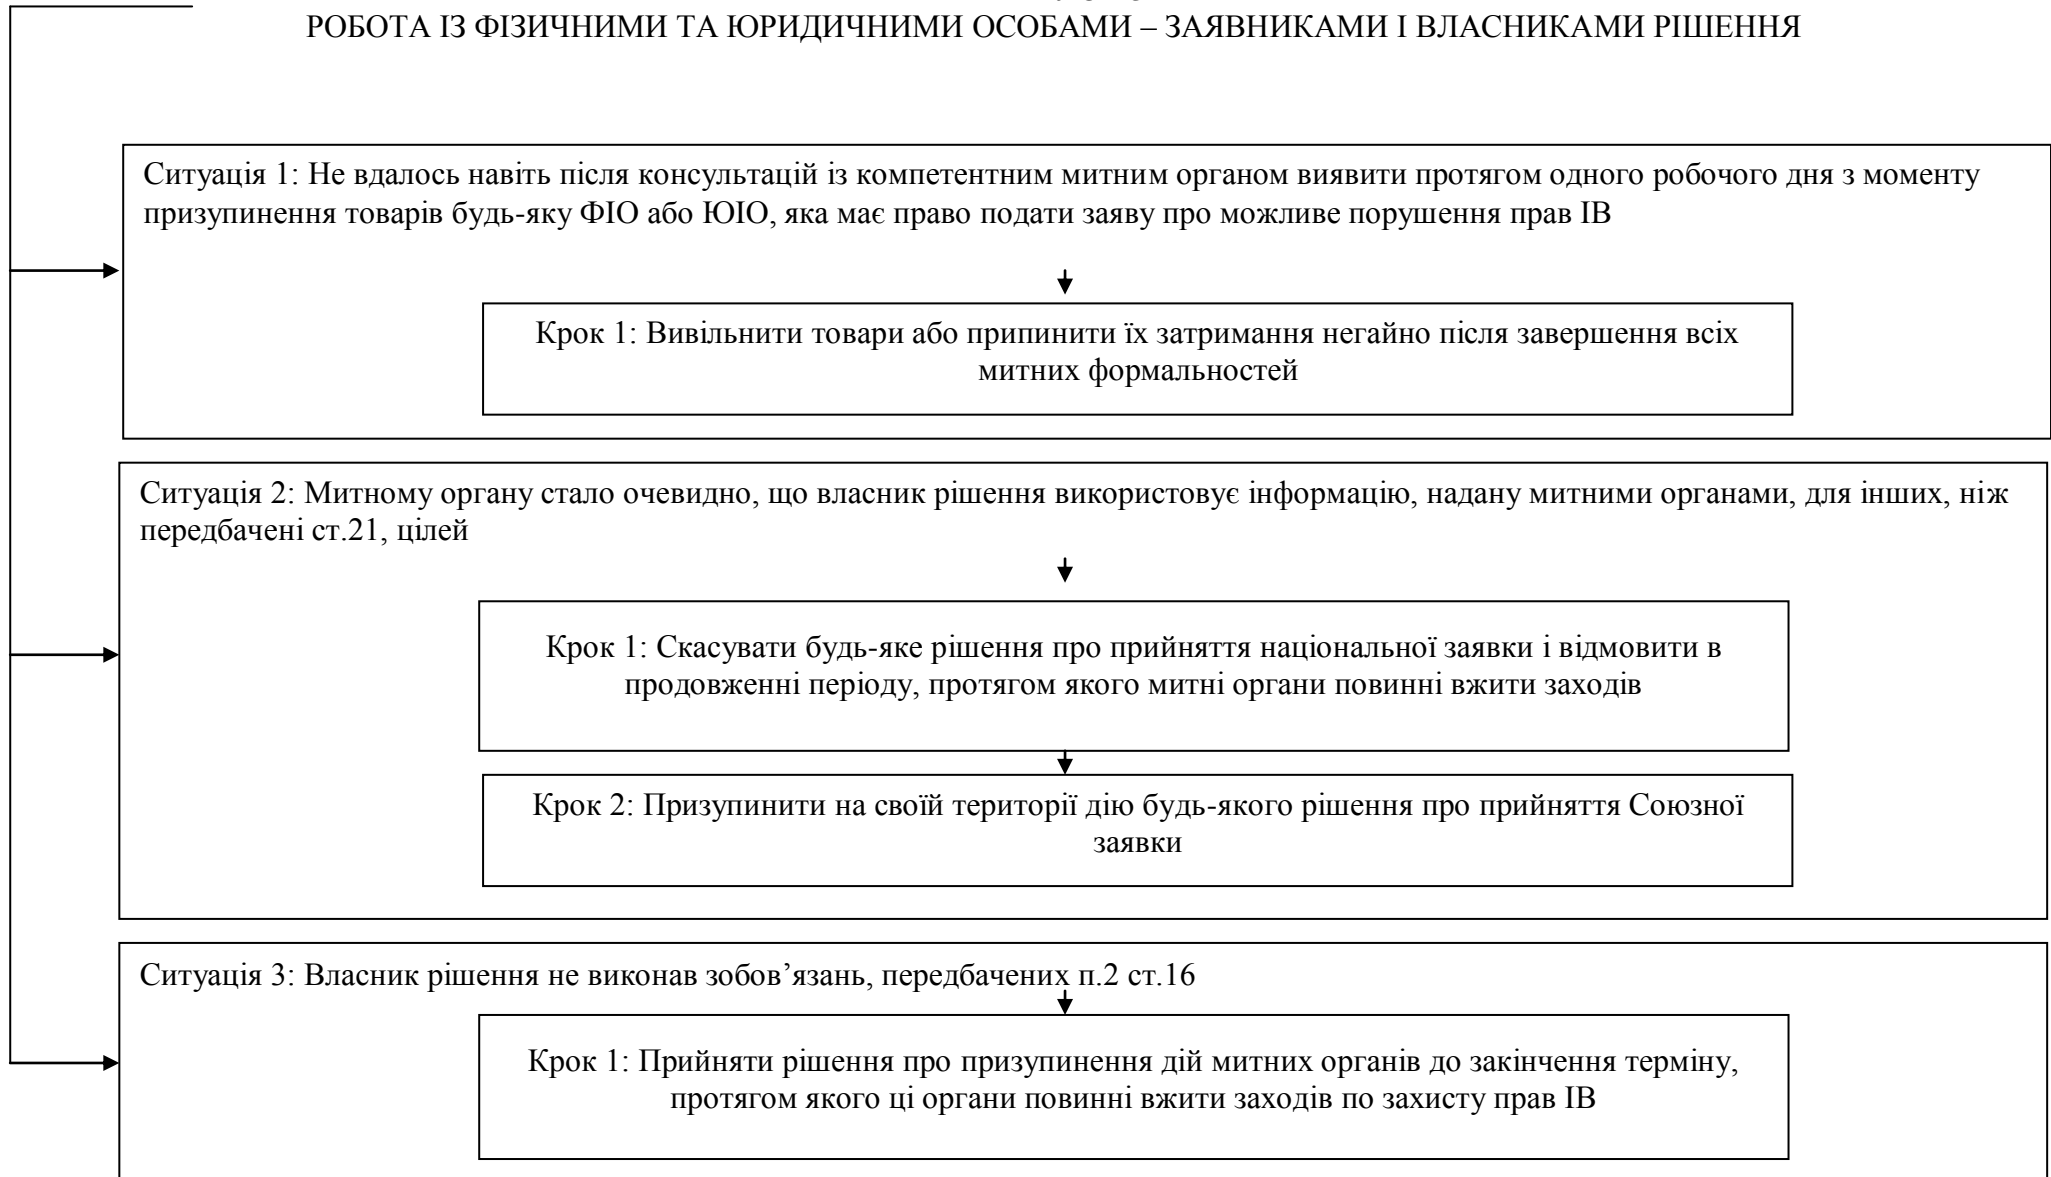 РОБОТА ІЗ ФІЗИЧНИМИ ТА ЮРИДИЧНИМИ ОСОБАМИ – ЗАЯВНИКАМИ І ВЛАСНИКАМИ РІШЕННЯ
Ситуація 1: Не вдалось навіть після консультацій із компетентним митним органом виявити протягом одного робочого дня з моменту
призупинення товарів будь-яку ФІО або ЮІО, яка має право подати заяву про можливе порушення прав ІВ
Крок 1: Вивільнити товари або припинити їх затримання негайно після завершення всіх
митних формальностей
Ситуація 2: Митному органу стало очевидно, що власник рішення використовує інформацію, надану митними органами, для інших, ніж
передбачені ст.21, цілей
Крок 1: Скасувати будь-яке рішення про прийняття національної заявки і відмовити в
продовженні періоду, протягом якого митні органи повинні вжити заходів
Крок 2: Призупинити на своїй території дію будь-якого рішення про прийняття Союзної
заявки
Ситуація 3: Власник рішення не виконав зобов’язань, передбачених п.2 ст.16
Крок 1: Прийняти рішення про призупинення дій митних органів до закінчення терміну,
протягом якого ці органи повинні вжити заходів по захисту прав ІВ